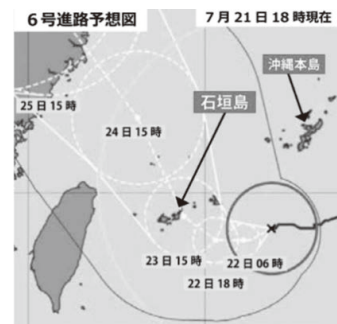 6号進路予想図
7月21日18時現在
沖縄本島
石垣島
25日15時
24日15時
23日15時
22日06時
22日18時